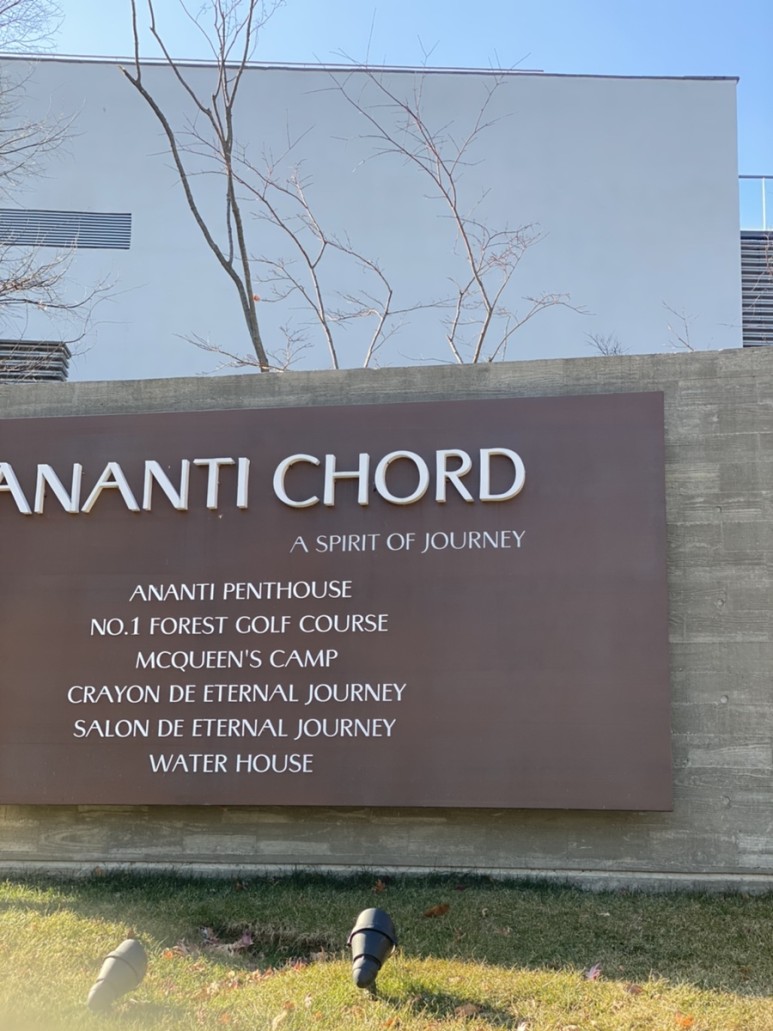 ANANTI CHORD
A SPIRIT OF JOURNEY
ANANTI PENTHOUSE
NO.1 FOREST GOLF COURSE
MCQUEEN'S CAMP
CRAYON DE ETERNAL JOURNEY
SALON DE ETERNAL JOURNEY
WATER HOUSE